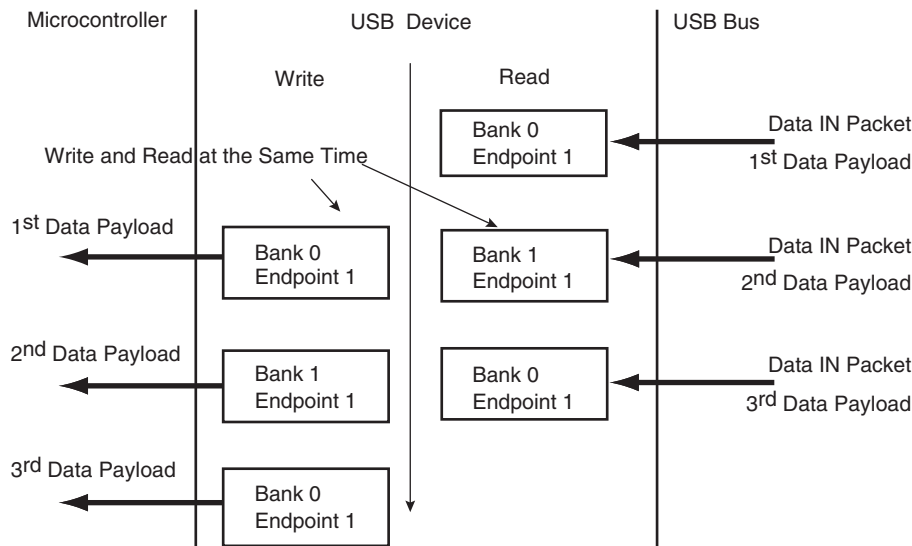 Microcontroller
USB Device
USB Bus
Write
Read
Bank 0
Endpoint 1
Data IN Packet
1st Data Payload
Write and Read at the Same Time
1st Data Payload
Bank 0
Endpoint 1
Bank 1
Endpoint 1
Data IN Packet
2nd Data Payload
2nd Data Payload
Bank 1
Endpoint 1
Bank 0
Endpoint 1
Data IN Packet
3rd Data Payload
3rd Data Payload
Bank 0
Endpoint 1